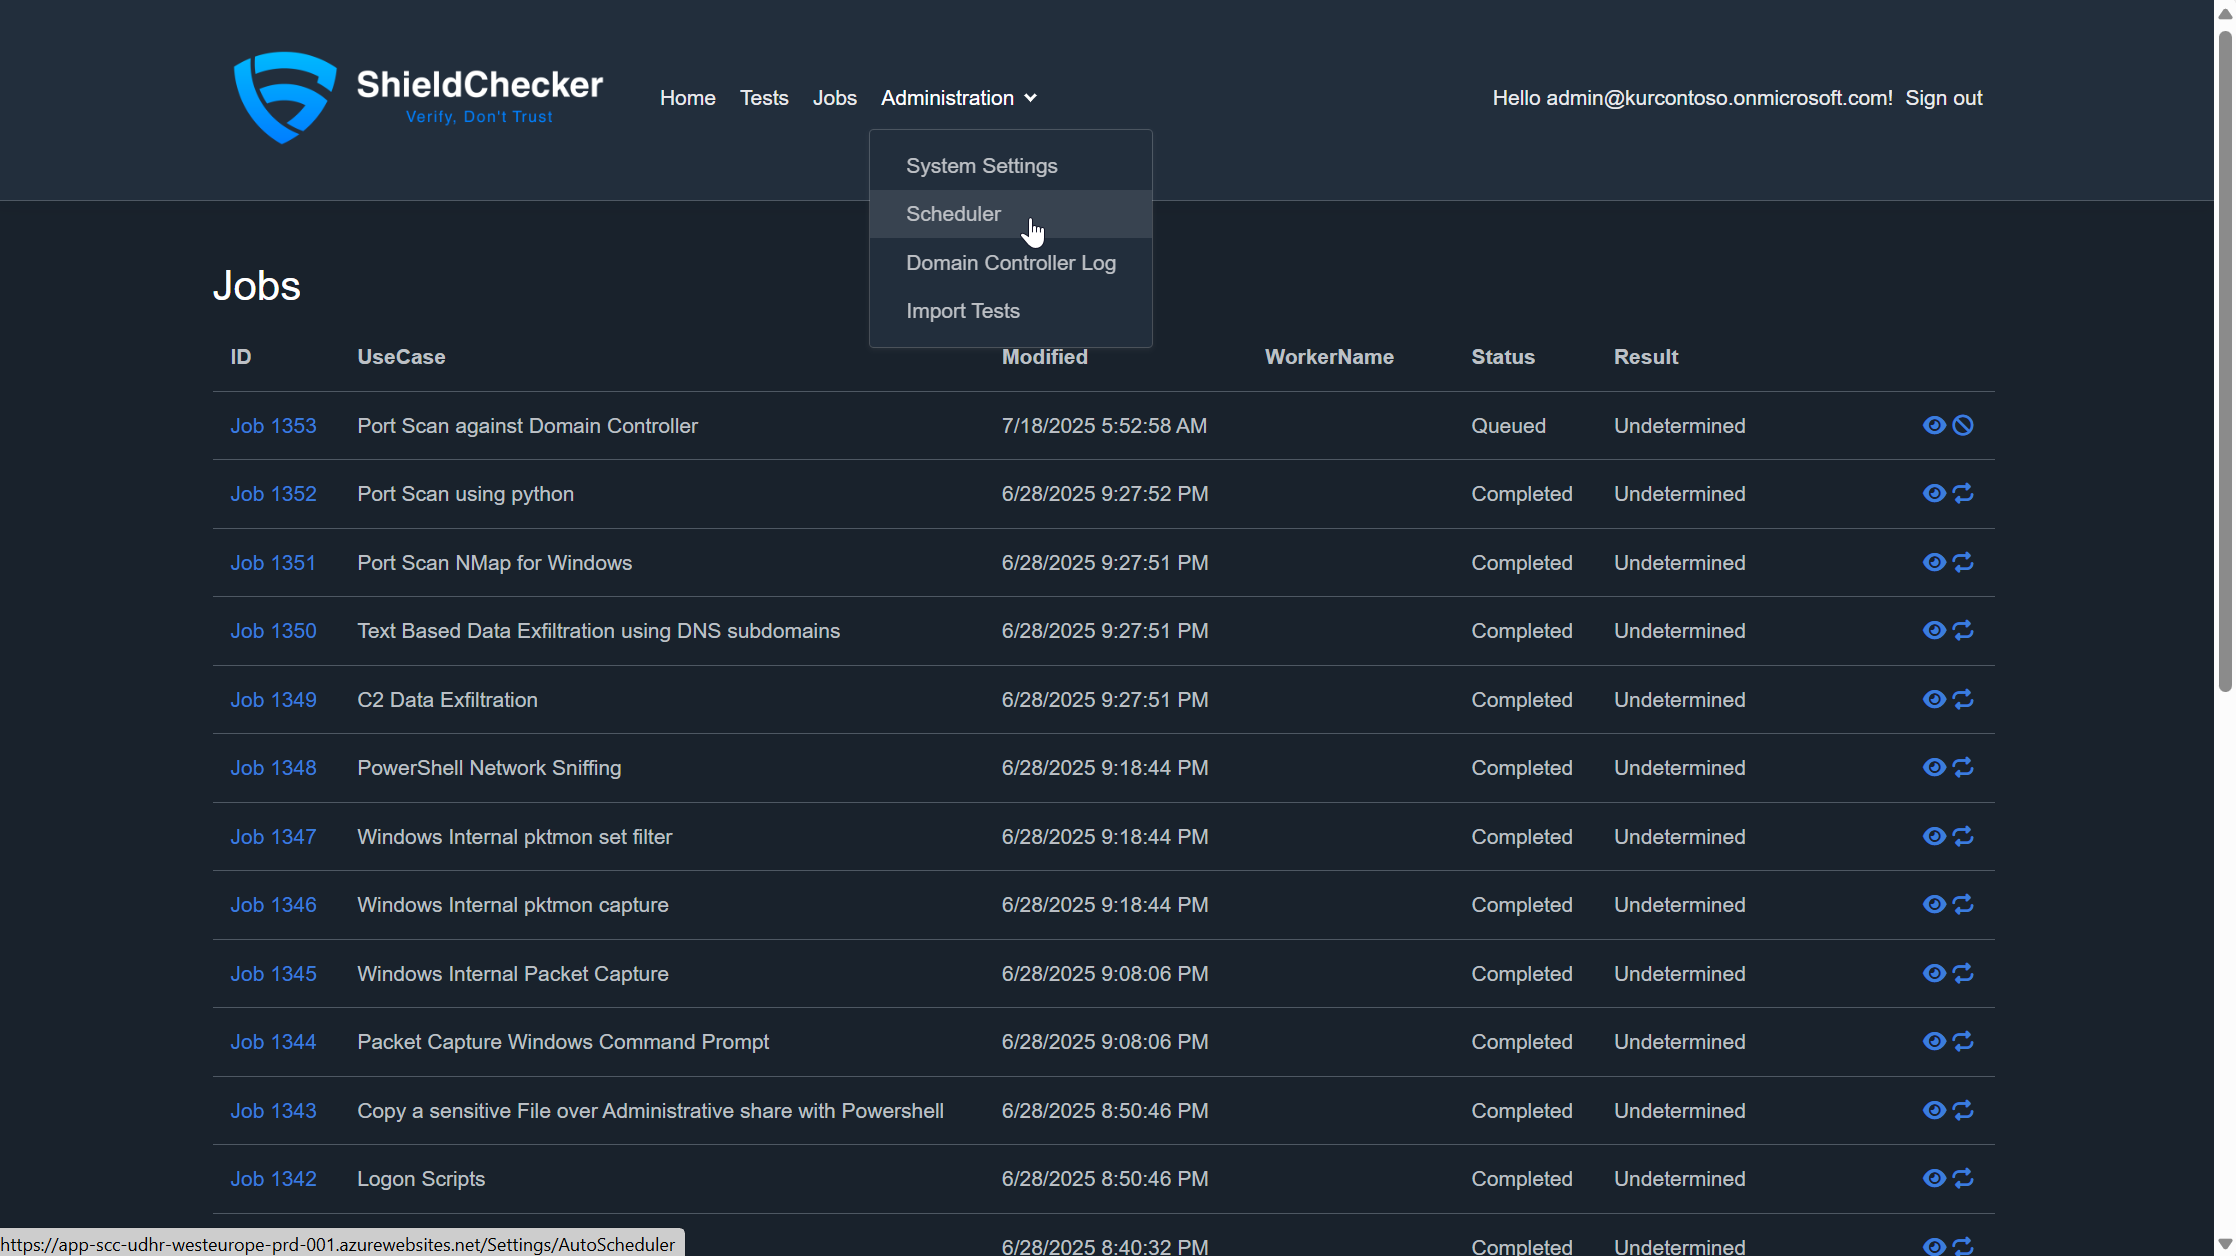 ShieldChecker
Verify, Don't Trust
Home Tests Jobs Administration
Hello admin@kurcontoso.onmicrosoft.com! Sign out
System Settings
Scheduler
Domain Controller Log
Import Tests
Jobs
ID UseCase Modified WorkerName Status Result
Job 1353 Port Scan against Domain Controller 7/18/2025 5:52:58 AM Queued Undetermined
Job 1352 Port Scan using python 6/28/2025 9:27:52 PM Completed Undetermined
Job 1351 Port Scan NMap for Windows 6/28/2025 9:27:51 PM Completed Undetermined
Job 1350 Text Based Data Exfiltration using DNS subdomains 6/28/2025 9:27:51 PM Completed Undetermined
Job 1349 C2 Data Exfiltration 6/28/2025 9:27:51 PM Completed Undetermined
Job 1348 PowerShell Network Sniffing 6/28/2025 9:18:44 PM Completed Undetermined
Job 1347 Windows Internal pktmon set filter 6/28/2025 9:18:44 PM Completed Undetermined
Job 1346 Windows Internal pktmon capture 6/28/2025 9:18:44 PM Completed Undetermined
Job 1345 Windows Internal Packet Capture 6/28/2025 9:08:06 PM Completed Undetermined
Job 1344 Packet Capture Windows Command Prompt 6/28/2025 9:08:06 PM Completed Undetermined
Job 1343 Copy a sensitive File over Administrative share with Powershell 6/28/2025 8:50:46 PM Completed Undetermined
Job 1342 Logon Scripts 6/28/2025 8:50:46 PM Completed Undetermined
6/28/2025 8:40:32 PM Completed Undetermined
https://app-scc-udhr-westeurope-prd-001.azurewebsites.net/Settings/AutoScheduler